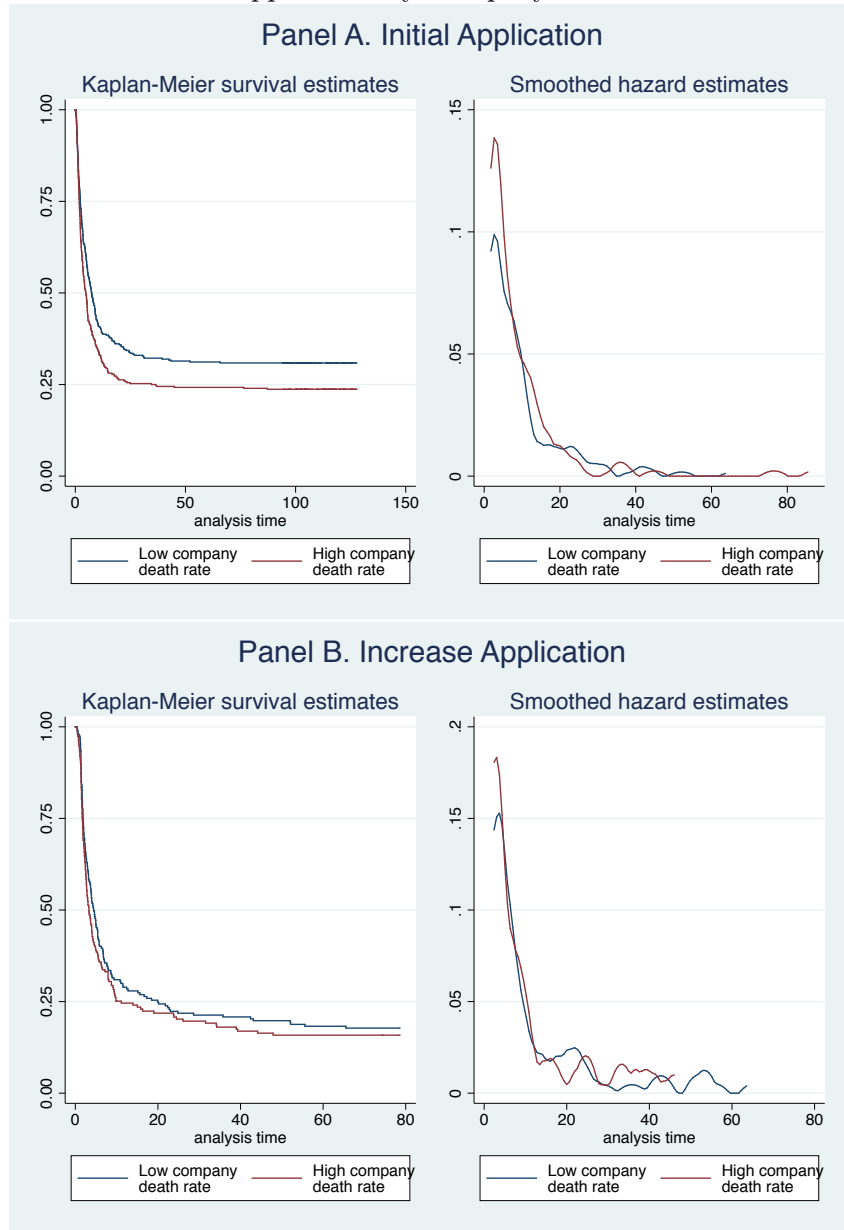 Panel A. Initial Application
Kaplan-Meier survival estimates
1.00
0.75
0.50
0.25
0.00
0 50 100 150
analysis time
Low company death rate
High company death rate
Smoothed hazard estimates
.15
.1
.05
0
0 20 40 60 80
analysis time
Low company death rate
High company death rate
Panel B. Increase Application
Kaplan-Meier survival estimates
1.00
0.75
0.50
0.25
0.00
0 20 40 60 80
analysis time
Low company death rate
High company death rate
Smoothed hazard estimates
.2
.15
.1
.05
0
0 20 40 60 80
analysis time
Low company death rate
High company death rate